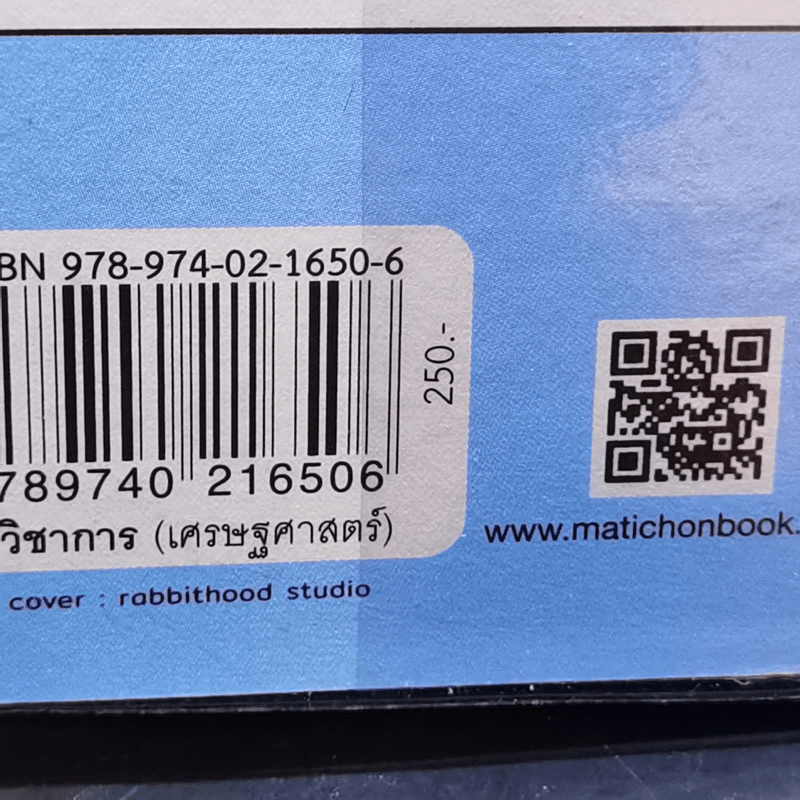 BN 978-974-02-1650-6
250.-
789740 216506
วิชาการ (เศรษฐศาสตร์)
www.matichonbook.
cover : rabbithood studio